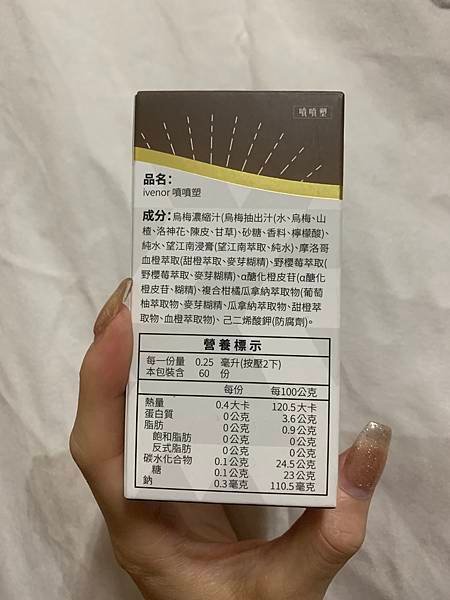 噴噴塑
品名:
ivenor 噴噴塑
成分:烏梅濃縮汁(烏梅抽出汁(水、烏梅、山
楂、洛神花、陳皮、甘草)、砂糖、香料、檸檬酸)、
純水、望江南浸膏(望江南萃取、純水)、摩洛哥
血橙萃取(甜橙萃取、麥芽糊精)、野櫻莓萃取(
野櫻莓萃取、麥芽糊精)、α醣化橙皮苷(α醣化
橙皮苷、糊精)、複合柑橘瓜拿納萃取物(葡萄
柚萃取物、麥芽糊精、瓜拿納萃取物、甜橙萃
取物、血橙萃取物)、己二烯酸鉀(防腐劑)。
營養標示
每一份量 0.25 毫升(按壓2下)
本包裝含 60 份
每份 每100公克
熱量 0.4大卡 120.5大卡
蛋白質 0公克 3.6公克
脂肪 0公克 0.9公克
飽和脂肪 0公克 0公克
反式脂肪 0公克 0公克
碳水化合物 0.1公克 24.5公克
糖 0.1公克 23公克
鈉 0.3毫克 110.5毫克